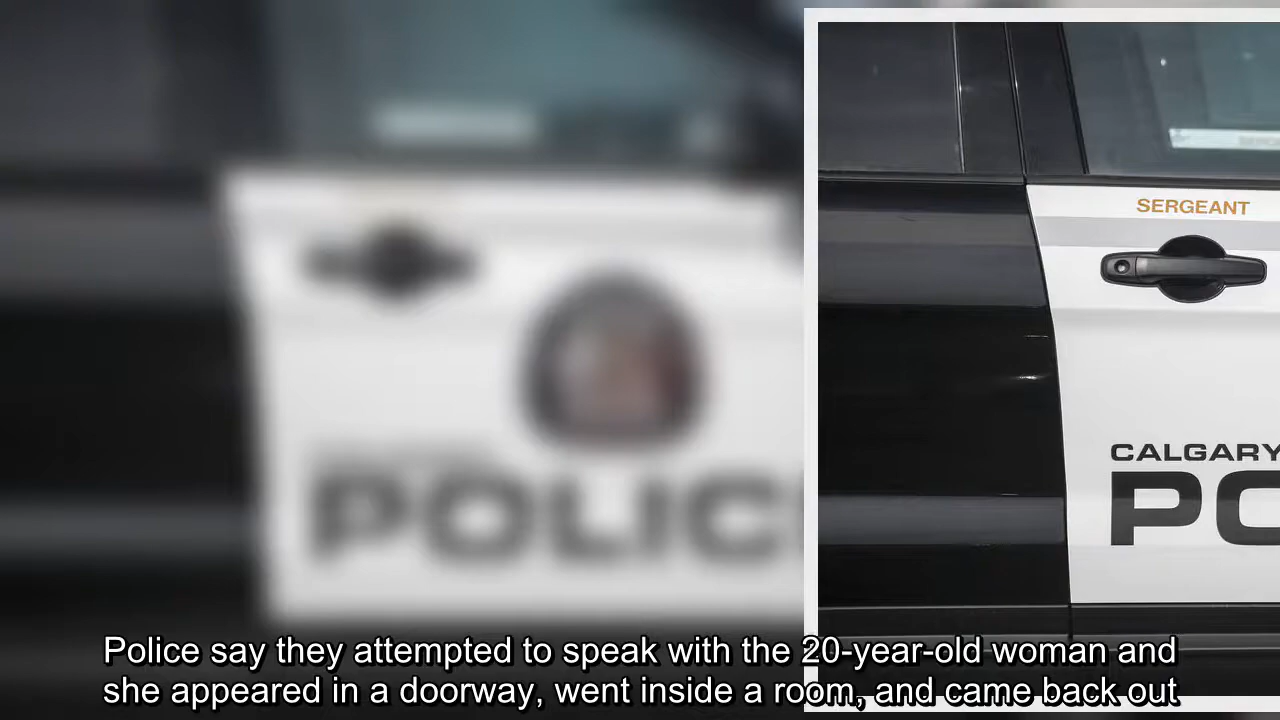 SERGEANT
CALGARY
POLICE
PO
Police say they attempted to speak with the 20-year-old woman and
she appeared in a doorway, went inside a room, and came back out